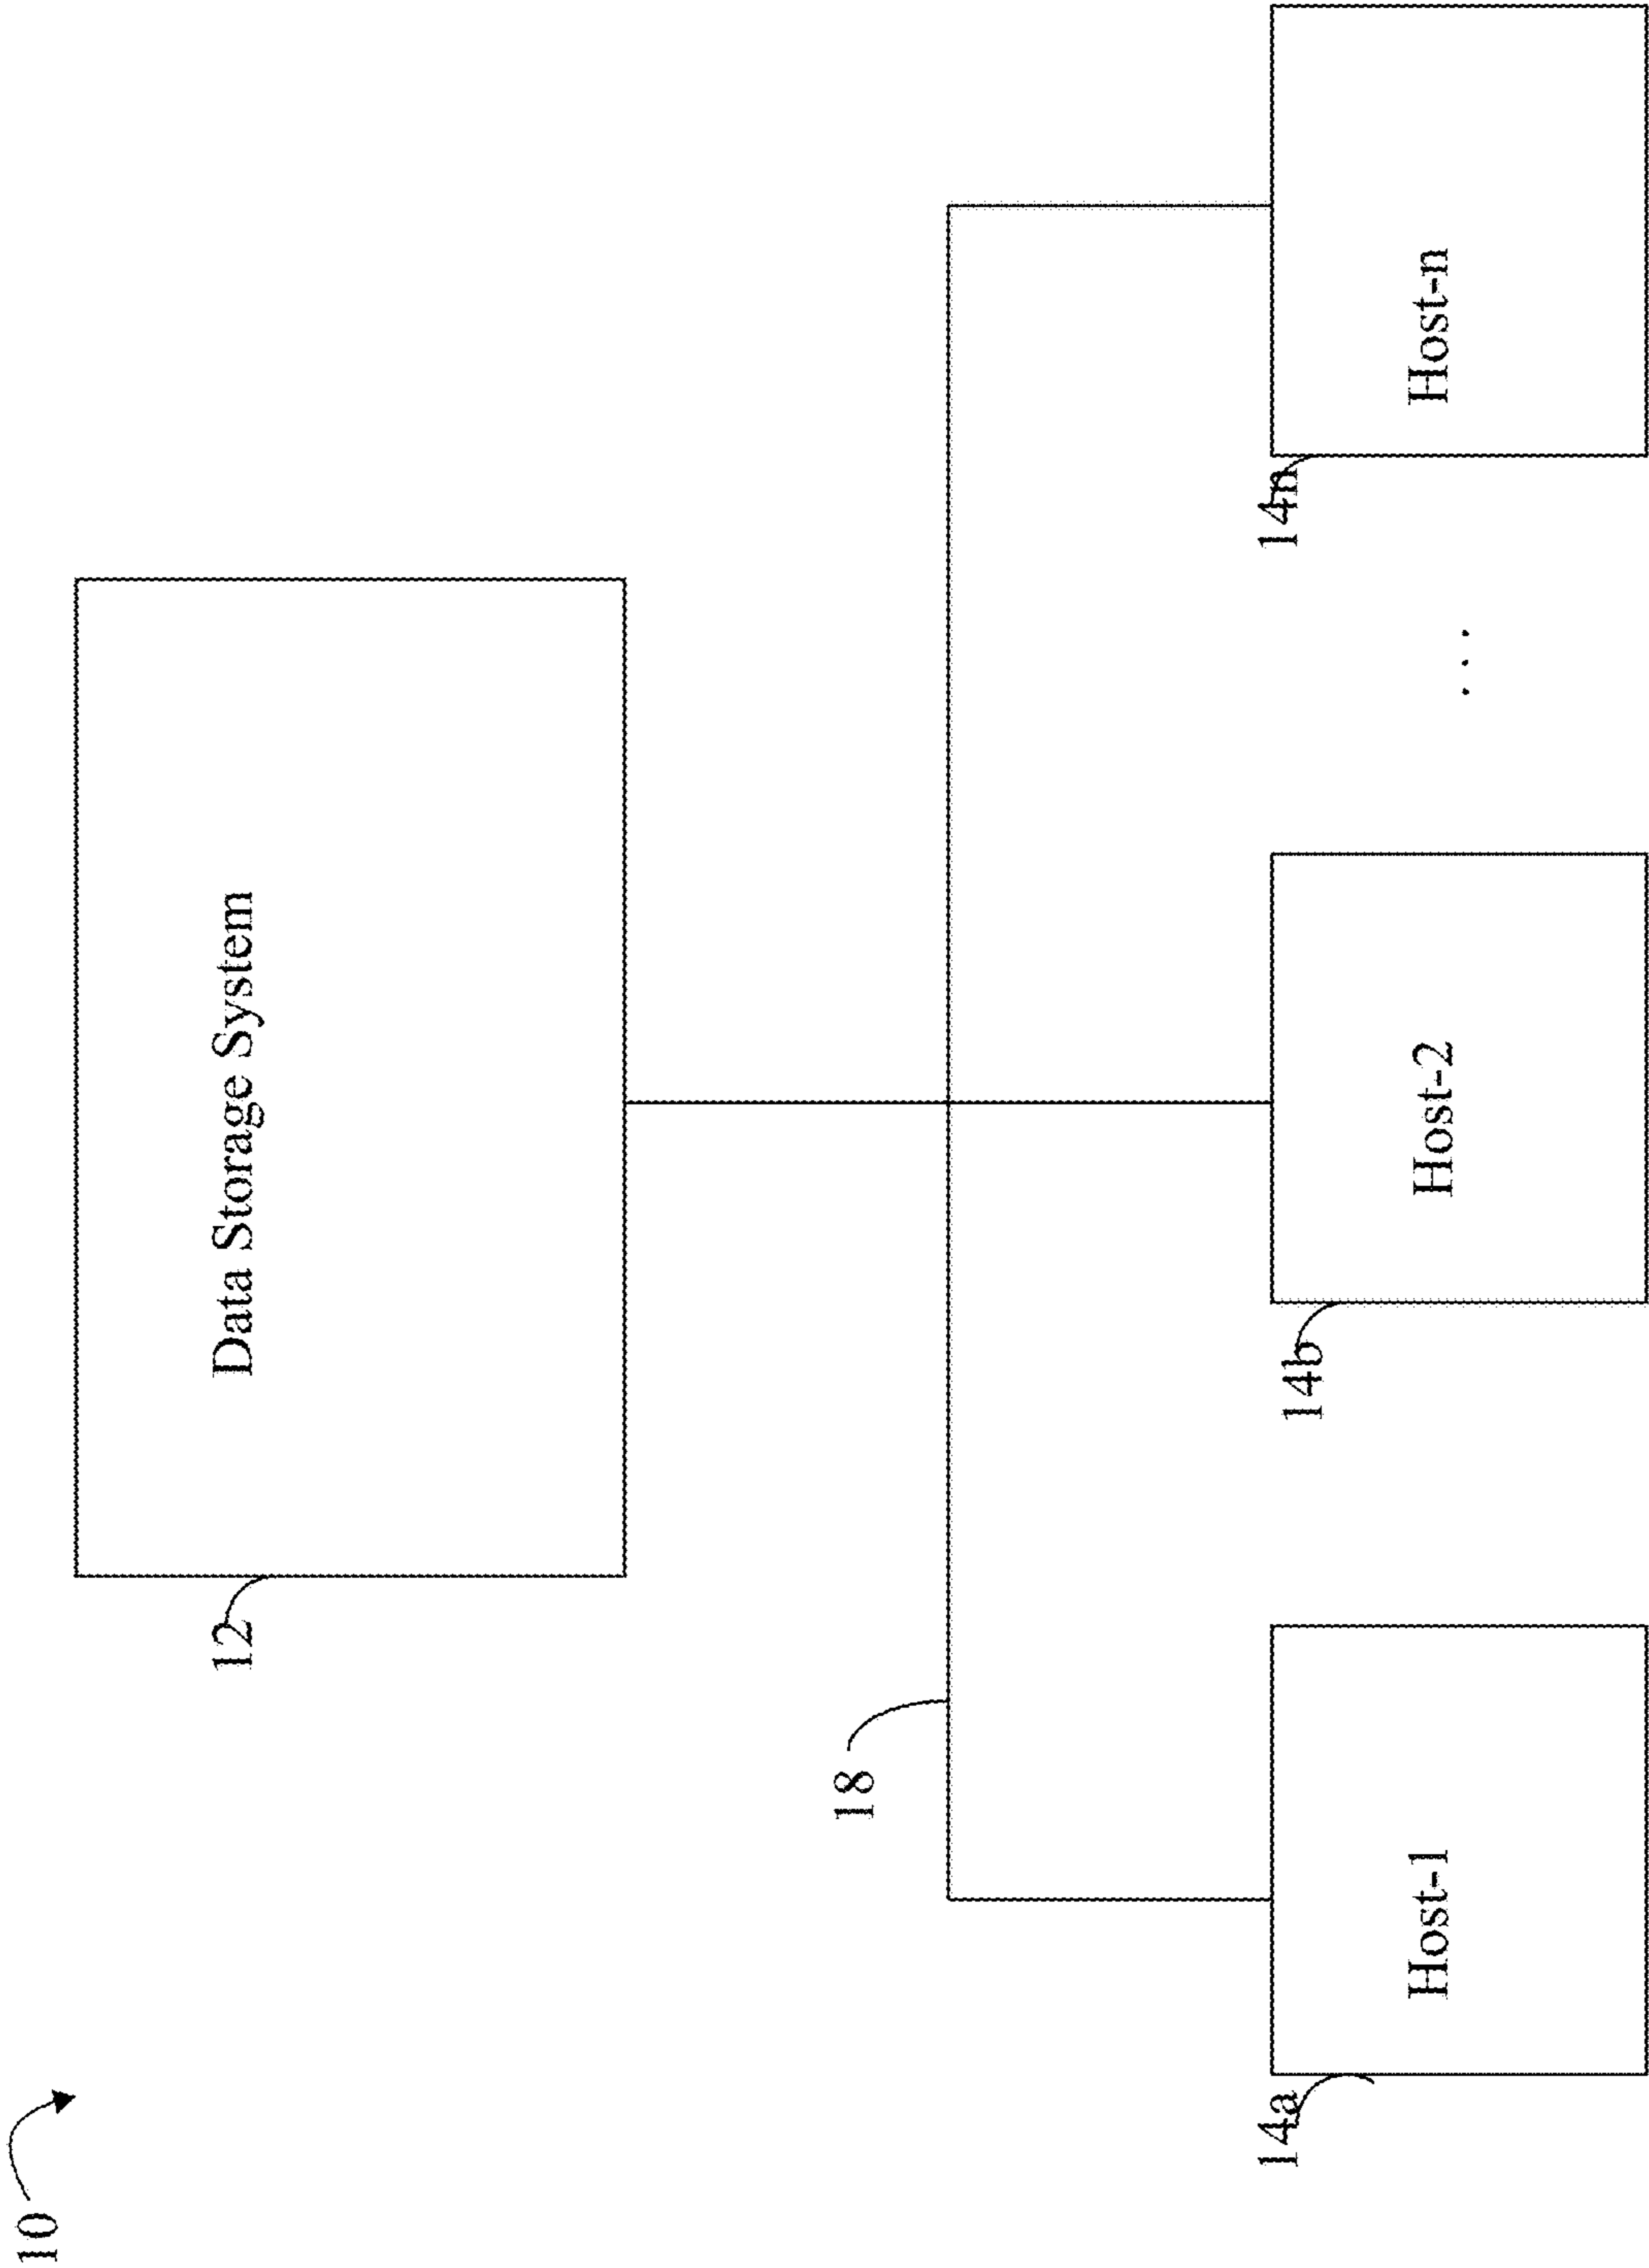 10
12
Data Storage System
18
14a
Host-1
14b
Host-2
. . .
14n
Host-n